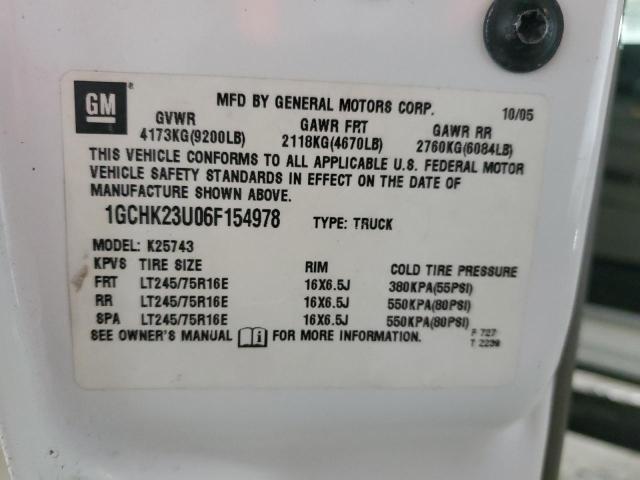 GM
MFD BY GENERAL MOTORS CORP. 10/05
GVWR GAWR FRT GAWR RR
4173KG(9200LB) 2118KG(4670LB) 2760KG(6084LB)
THIS VEHICLE CONFORMS TO ALL APPLICABLE U.S. FEDERAL MOTOR
VEHICLE SAFETY STANDARDS IN EFFECT ON THE DATE OF
MANUFACTURE SHOWN ABOVE.
1GCHK23U06F154978 TYPE: TRUCK
MODEL: K25743
KPVS TIRE SIZE RIM COLD TIRE PRESSURE
FRT LT245/75R16E 16X6.5J 380KPA(55PSI)
RR LT245/75R16E 16X6.5J 550KPA(80PSI)
SPA LT245/75R16E 16X6.5J 550KPA(80PSI)
SEE OWNER'S MANUAL i FOR MORE INFORMATION.
F 727
T 2239